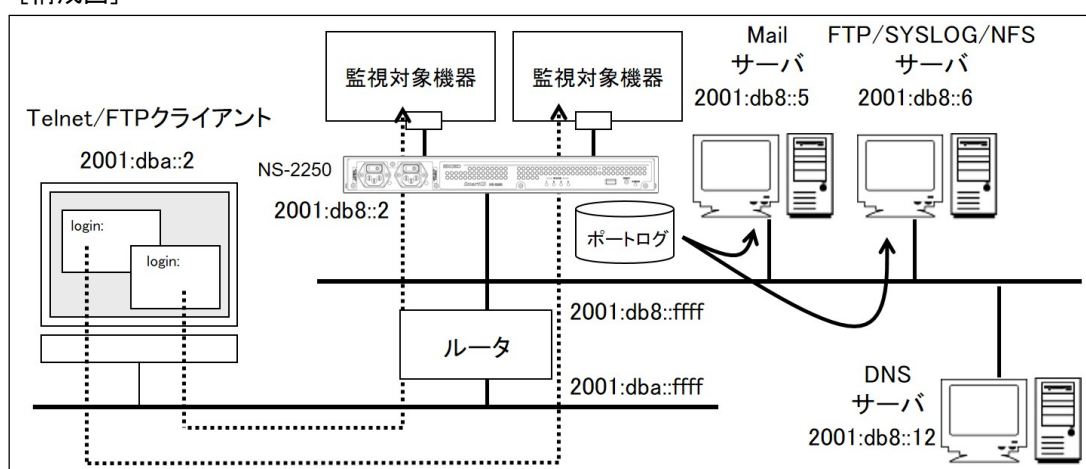 [構成図]
Mail
サーバ
2001:db8::5
FTP/SYSLOG/NFS
サーバ
2001:db8::6
監視対象機器
監視対象機器
Telnet/FTPクライアント
2001:dba::2
NS-2250
2001:db8::2
login:
login:
ポートログ
2001:db8::ffff
ルータ
2001:dba::ffff
DNS
サーバ
2001:db8::12